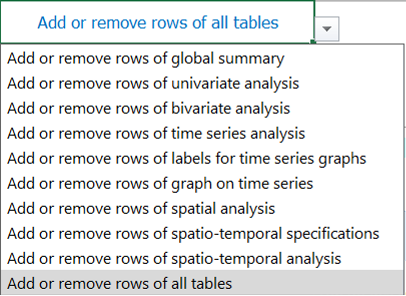 Add or remove rows of all tables
Add or remove rows of global summary
Add or remove rows of univariate analysis
Add or remove rows of bivariate analysis
Add or remove rows of time series analysis
Add or remove rows of labels for time series graphs
Add or remove rows of graph on time series
Add or remove rows of spatial analysis
Add or remove rows of spatio-temporal specifications
Add or remove rows of spatio-temporal analysis
Add or remove rows of all tables